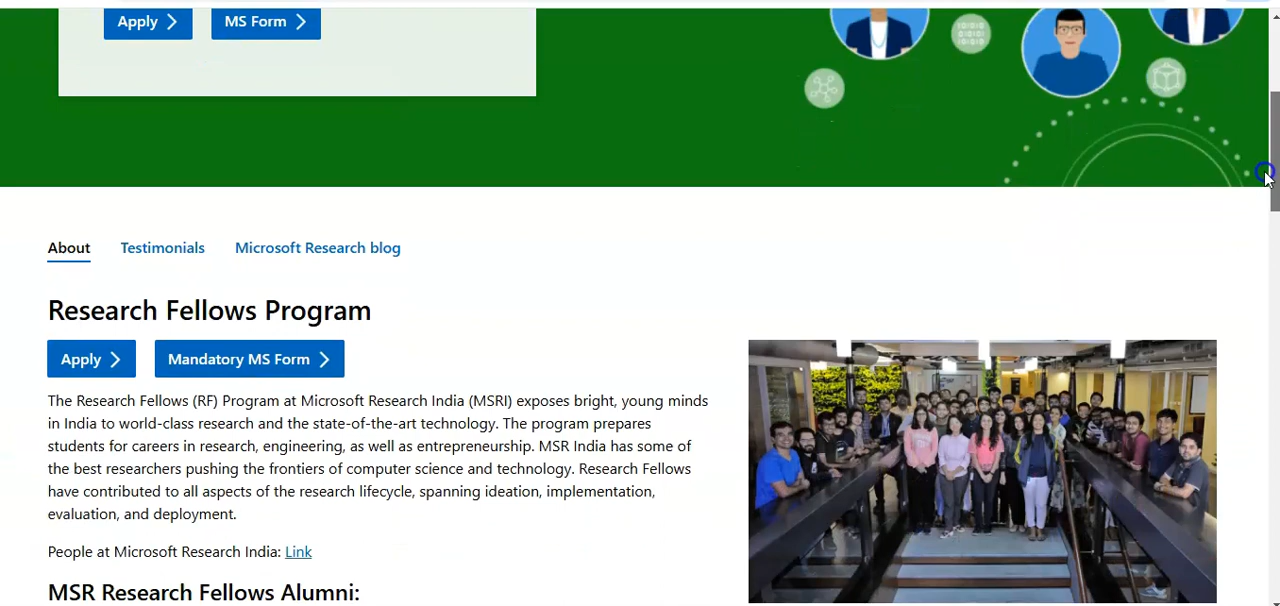 Apply
MS Form
010110
01010
101101
About
Testimonials
Microsoft Research blog
Research Fellows Program
Apply
Mandatory MS Form
The Research Fellows (RF) Program at Microsoft Research India (MSRI) exposes bright, young minds
in India to world-class research and the state-of-the-art technology. The program prepares
students for careers in research, engineering, as well as entrepreneurship. MSR India has some of
the best researchers pushing the frontiers of computer science and technology. Research Fellows
have contributed to all aspects of the research lifecycle, spanning ideation, implementation,
evaluation, and deployment.
People at Microsoft Research India: Link
MSR Research Fellows Alumni: